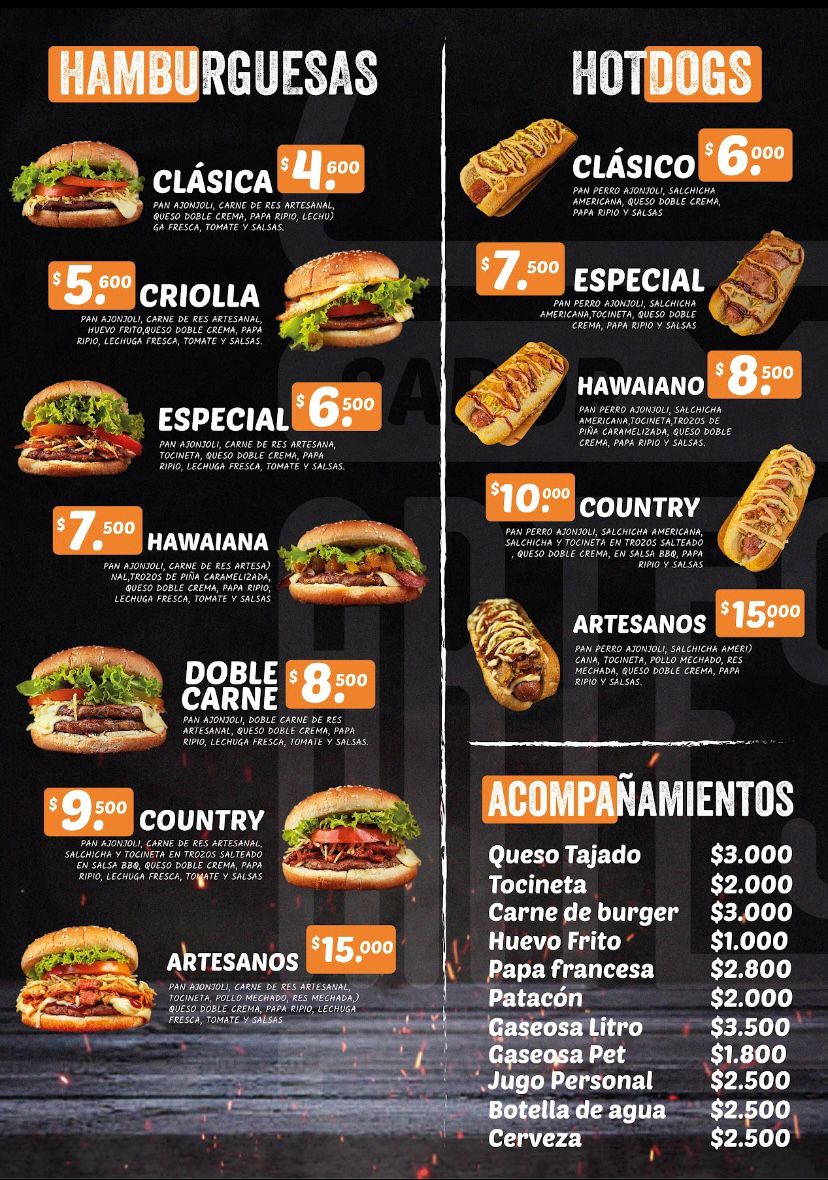 HAMBURGUESAS
CLÁSICA $4.600
PAN AJONJOLI, CARNE DE RES ARTESANAL,
QUESO DOBLE CREMA, PAPA RIPIO, LECHU)
GA FRESCA, TOMATE Y SALSAS.
$5.600 CRIOLLA
PAN AJONJOLI, CARNE DE RES ARTESANAL,
HUEVO FRITO,QUESO DOBLE CREMA, PAPA
RIPIO, LECHUGA FRESCA, TOMATE Y SALSAS.
ESPECIAL $6.500
PAN AJONJOLI, CARNE DE RES ARTESANA,
TOCINETA, QUESO DOBLE CREMA, PAPA
RIPIO, LECHUGA FRESCA, TOMATE Y SALSAS.
$7.500 HAWAIANA
PAN AJONJOLI, CARNE DE RES ARTESA)
NAL,TROZOS DE PIÑA CARAMELIZADA,
QUESO DOBLE CREMA, PAPA RIPIO,
LECHUGA FRESCA, TOMATE Y SALSAS
DOBLE
CARNE $8.500
PAN AJONJOLI, DOBLE CARNE DE RES
ARTESANAL, QUESO DOBLE CREMA, PAPA
RIPIO, LECHUGA FRESCA, TOMATE Y SALSAS.
$9.500 COUNTRY
PAN AJONJOLI, CARNE DE RES ARTESANAL,
SALCHICHA Y TOCINETA EN TROZOS SALTEADO
EN SALSA BBQ, QUESO DOBLE CREMA, PAPA
RIPIO, LECHUGA FRESCA, TOMATE Y SALSAS
ARTESANOS $15.000
PAN AJONJOLI, CARNE DE RES ARTESANAL,
TOCINETA, POLLO MECHADO, RES MECHADA,)
QUESO DOBLE CREMA, PAPA RIPIO, LECHUGA
FRESCA, TOMATE Y SALSAS
HOTDOGS
CLÁSICO $6.000
PAN PERRO AJONJOLI, SALCHICHA
AMERICANA, QUESO DOBLE CREMA,
PAPA RIPIO Y SALSAS
$7.500 ESPECIAL
PAN PERRO AJONJOLI, SALCHICHA
AMERICANA,TOCINETA, QUESO DOBLE
CREMA, PAPA RIPIO Y SALSAS
HAWAIANO $8.500
PAN PERRO AJONJOLI, SALCHICHA
AMERICANA,TOCINETA,TROZOS DE
PIÑA CARAMELIZADA, QUESO DOBLE
CREMA, PAPA RIPIO Y SALSAS.
$10.000 COUNTRY
PAN PERRO AJONJOLI, SALCHICHA AMERICANA,
SALCHICHA Y TOCINETA EN TROZOS SALTEADO
, QUESO DOBLE CREMA, EN SALSA BBQ, PAPA
RIPIO Y SALSAS
ARTESANOS $15.000
PAN PERRO AJONJOLI, SALCHICHA AMERI)
CANA, TOCINETA, POLLO MECHADO, RES
MECHADA, QUESO DOBLE CREMA, PAPA
RIPIO Y SALSAS.
ACOMPAÑAMIENTOS
Queso Tajado $3.000
Tocineta $2.000
Carne de burger $3.000
Huevo Frito $1.000
Papa francesa $2.800
Patacón $2.000
Gaseosa Litro $3.500
Gaseosa Pet $1.800
Jugo Personal $2.500
Botella de agua $2.500
Cerveza $2.500